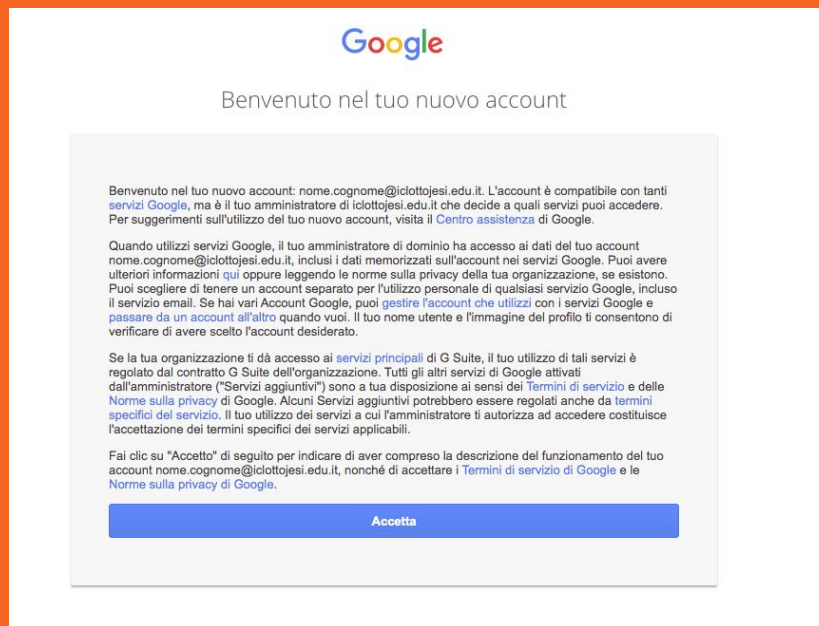 Google
Benvenuto nel tuo nuovo account
Benvenuto nel tuo nuovo account: nome.cognome@iclottojesi.edu.it. L'account è compatibile con tanti
servizi Google, ma è il tuo amministratore di iclottojesi.edu.it che decide a quali servizi puoi accedere.
Per suggerimenti sull'utilizzo del tuo nuovo account, visita il Centro assistenza di Google.
Quando utilizzi servizi Google, il tuo amministratore di dominio ha accesso ai dati del tuo account
nome.cognome@iclottojesi.edu.it, inclusi i dati memorizzati sull'account nei servizi Google. Puoi avere
ulteriori informazioni qui oppure leggendo le norme sulla privacy della tua organizzazione, se esistono.
Puoi scegliere di tenere un account separato per l'utilizzo personale di qualsiasi servizio Google, incluso
il servizio email. Se hai vari Account Google, puoi gestire l'account che utilizzi con i servizi Google e
passare da un account all'altro quando vuoi. Il tuo nome utente e l'immagine del profilo ti consentono di
verificare di avere scelto l'account desiderato.
Se la tua organizzazione ti dà accesso ai servizi principali di G Suite, il tuo utilizzo di tali servizi è
regolato dal contratto G Suite dell'organizzazione. Tutti gli altri servizi di Google attivati
dall'amministratore ("Servizi aggiuntivi") sono a tua disposizione ai sensi dei Termini di servizio e delle
Norme sulla privacy di Google. Alcuni Servizi aggiuntivi potrebbero essere regolati anche da termini
specifici del servizio. Il tuo utilizzo dei servizi a cui l'amministratore ti autorizza ad accedere costituisce
l'accettazione dei termini specifici dei servizi applicabili.
Fai clic su "Accetto" di seguito per indicare di aver compreso la descrizione del funzionamento del tuo
account nome.cognome@iclottojesi.edu.it, nonché di accettare i Termini di servizio di Google e le
Norme sulla privacy di Google.
Accetta